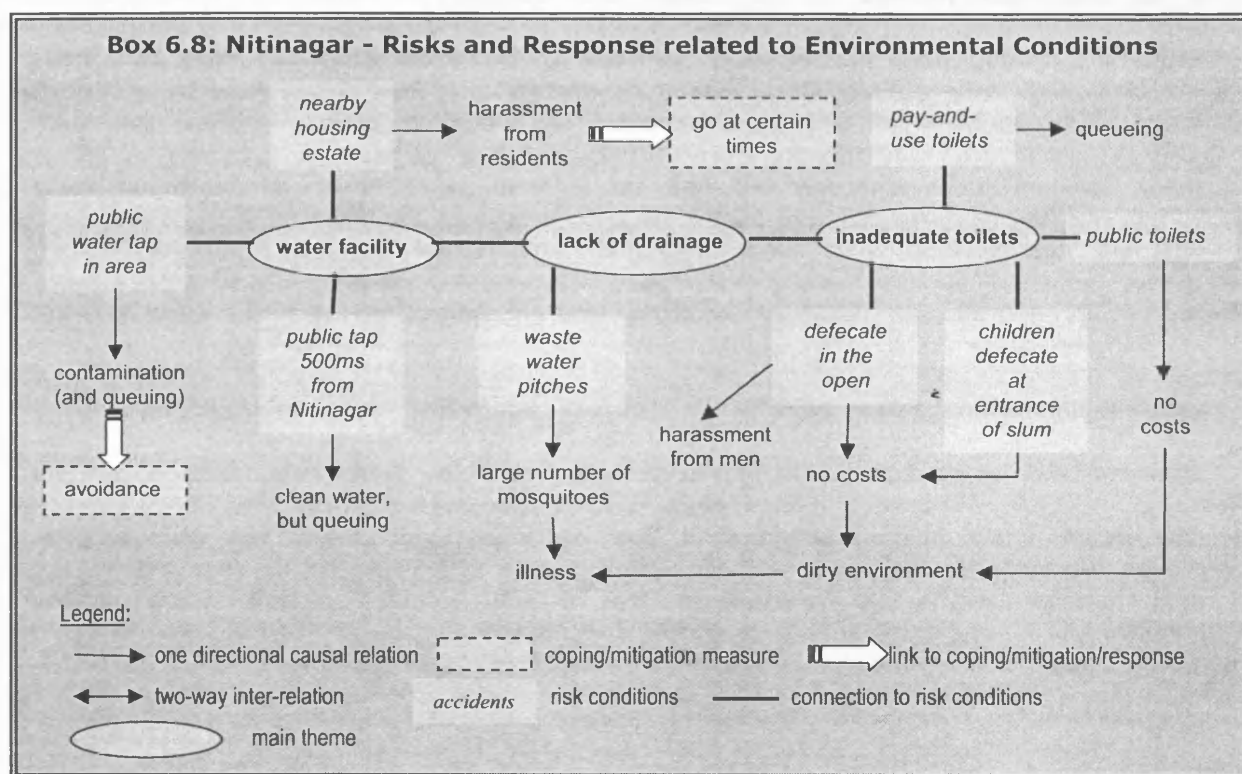 Box 6.8: Nitinagar - Risks and Response related to Environmental Conditions
nearby
housing
estate
harassment
from
residents
go at certain
times
pay-and-
use toilets
queueing
public
water tap
in area
water facility
lack of drainage
inadequate toilets
public toilets
contamination
(and queuing)
avoidance
public tap
500ms
from
Nitinagar
clean water,
but queuing
waste
water
pitches
large number of
mosquitoes
illness
defecate
in the
open
harassment
from men
no costs
dirty environment
children
defecate
at
entrance
of slum
no
costs
Legend:
one directional causal relation
coping/mitigation measure
link to coping/mitigation/response
two-way inter-relation
accidents
risk conditions
connection to risk conditions
main theme